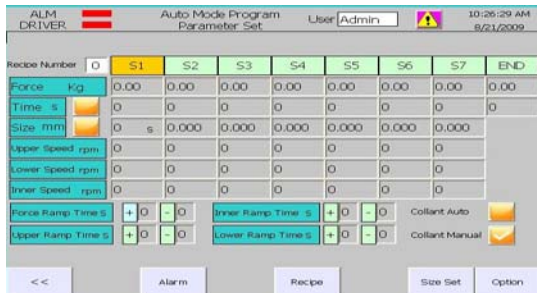 ALM Auto Mode Program User Admin 10:26:29 AM
DRIVER Parameter Set 8/21/2009
Recipe Number 0 S1 S2 S3 S4 S5 S6 S7 END
Force Kg 0.00 0.00 0.00 0.00 0.00 0.00 0.00 0.00
Time s 0 0 0 0 0 0 0 0
Size mm 0 s 0.000 0.000 0.000 0.000 0.000 0.000
Upper Speed rpm 0 0 0 0 0 0 0
Lower Speed rpm 0 0 0 0 0 0 0
Inner Speed rpm 0 0 0 0 0 0 0
Force Ramp Time S + 0 - 0 Inner Ramp Time S + 0 - 0 Collant Auto
Upper Ramp Time S + 0 - 0 Lower Ramp Time S + 0 - 0 Collant Manual
<< Alarm Recipe Size Set Option